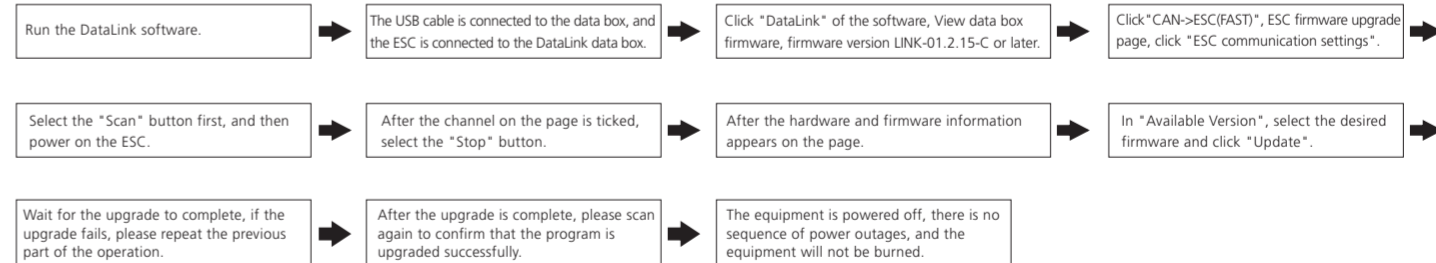 Run the DataLink software.
The USB cable is connected to the data box, and
the ESC is connected to the DataLink data box.
Click "DataLink" of the software, View data box
firmware, firmware version LINK-01.2.15-C or later.
Click"CAN->ESC(FAST)", ESC firmware upgrade
page, click "ESC communication settings".
Select the "Scan" button first, and then
power on the ESC.
After the channel on the page is ticked,
select the "Stop" button.
After the hardware and firmware information
appears on the page.
In "Available Version", select the desired
firmware and click "Update".
Wait for the upgrade to complete, if the
upgrade fails, please repeat the previous
part of the operation.
After the upgrade is complete, please scan
again to confirm that the program is
upgraded successfully.
The equipment is powered off, there is no
sequence of power outages, and the
equipment will not be burned.